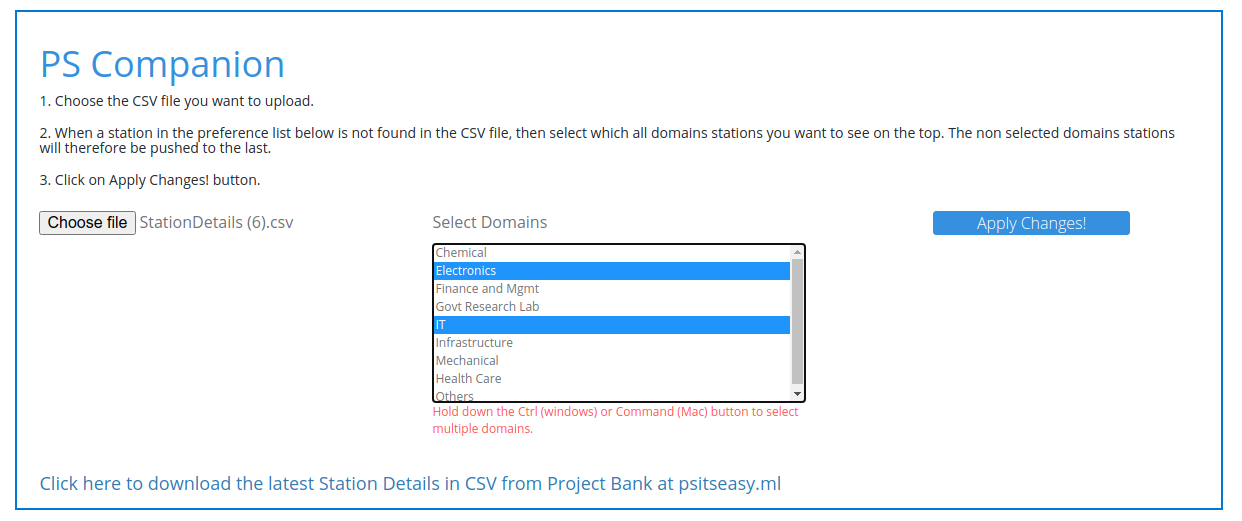 PS Companion
1. Choose the CSV file you want to upload.
2. When a station in the preference list below is not found in the CSV file, then select which all domains stations you want to see on the top. The non selected domains stations
will therefore be pushed to the last.
3. Click on Apply Changes! button.
Choose file StationDetails (6).csv
Select Domains
Apply Changes!
Chemical
Electronics
Finance and Mgmt
Govt Research Lab
IT
Infrastructure
Mechanical
Health Care
Others
Hold down the Ctrl (windows) or Command (Mac) button to select
multiple domains.
Click here to download the latest Station Details in CSV from Project Bank at psitseasy.ml